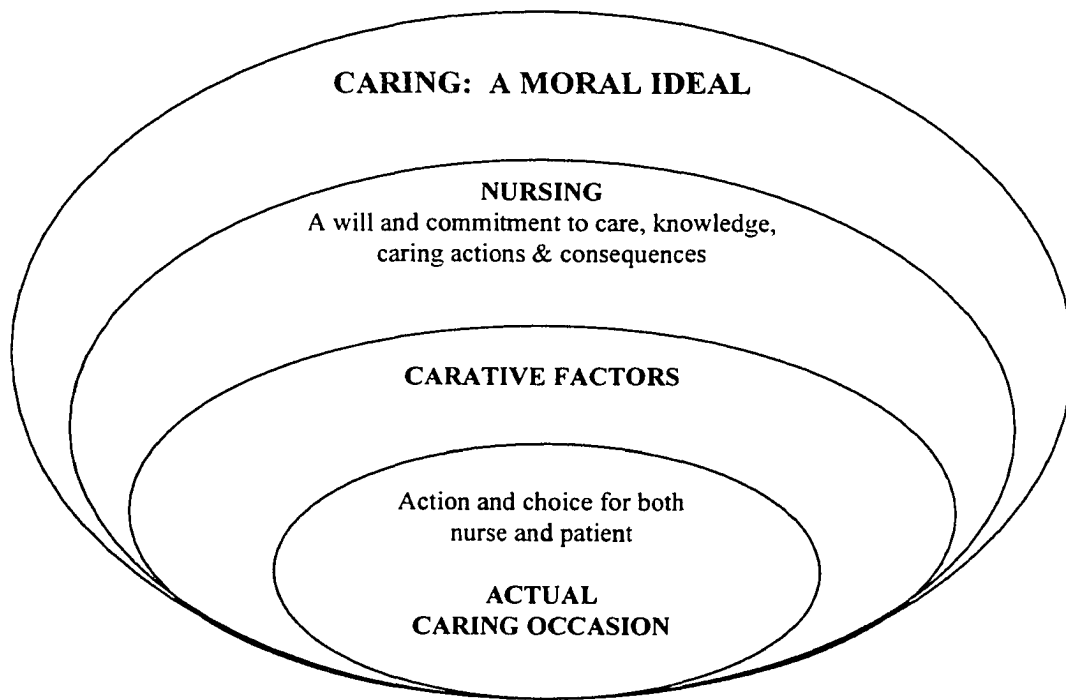 CARING: A MORAL IDEAL
NURSING
A will and commitment to care, knowledge,
caring actions & consequences
CARATIVE FACTORS
Action and choice for both
nurse and patient
ACTUAL
CARING OCCASION